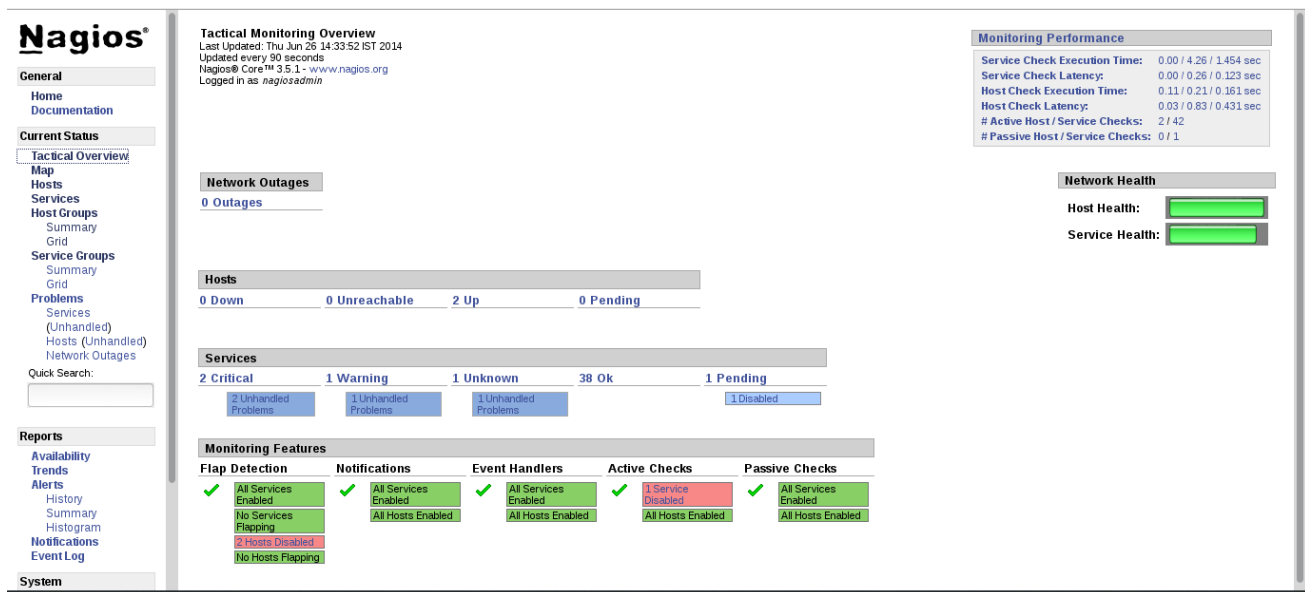 Nagios®
General
Home
Documentation
Current Status
Tactical Overview
Map
Hosts
Services
Host Groups
Summary
Grid
Service Groups
Summary
Grid
Problems
Services
(Unhandled)
Hosts (Unhandled)
Network Outages
Quick Search:
Reports
Availability
Trends
Alerts
History
Summary
Histogram
Notifications
Event Log
System
Tactical Monitoring Overview
Last Updated: Thu Jun 26 14:33:52 IST 2014
Updated every 90 seconds
Nagios® Core™ 3.5.1 - www.nagios.org
Logged in as nagiosadmin
Monitoring Performance
Service Check Execution Time: 0.00 / 4.26 / 1.454 sec
Service Check Latency: 0.00 / 0.26 / 0.123 sec
Host Check Execution Time: 0.11 / 0.21 / 0.161 sec
Host Check Latency: 0.03 / 0.83 / 0.431 sec
# Active Host / Service Checks: 2 / 42
# Passive Host / Service Checks: 0 / 1
Network Outages
0 Outages
Network Health
Host Health:
Service Health:
Hosts
0 Down 0 Unreachable 2 Up 0 Pending
Services
2 Critical 1 Warning 1 Unknown 38 Ok 1 Pending
2 Unhandled Problems
1 Unhandled Problems
1 Unhandled Problems
1 Disabled
Monitoring Features
Flap Detection Notifications Event Handlers Active Checks Passive Checks
All Services Enabled
No Services Flapping
2 Hosts Disabled
No Hosts Flapping
All Services Enabled
All Hosts Enabled
All Services Enabled
All Hosts Enabled
1 Service Disabled
All Hosts Enabled
All Services Enabled
All Hosts Enabled